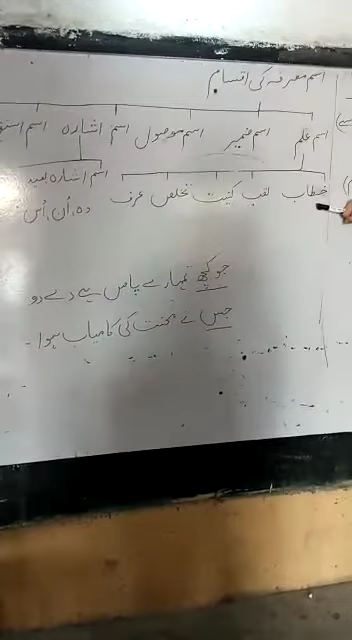 اسم معرفہ کی اقسام
اسم علم اسم ضمیر اسم موصول اسم اشارہ اسم
خطاب لقب کنیت تخلص عرف اسم اشارہ بعید
وہ، اُن، اُس
جو کچھ تمہارے پاس ہے دے دو
جس نے محنت کی کامیاب ہوا۔